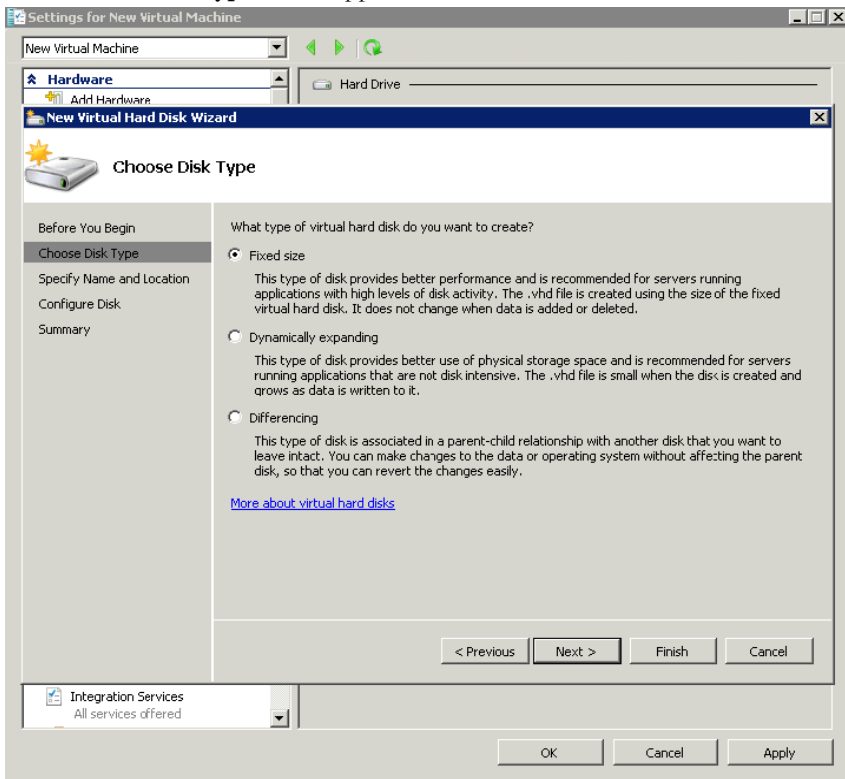 Settings for New Virtual Machine
New Virtual Machine
Hardware
Add Hardware
Hard Drive
New Virtual Hard Disk Wizard
Choose Disk Type
Before You Begin
Choose Disk Type
Specify Name and Location
Configure Disk
Summary
What type of virtual hard disk do you want to create?
Fixed size
This type of disk provides better performance and is recommended for servers running
applications with high levels of disk activity. The .vhd file is created using the size of the fixed
virtual hard disk. It does not change when data is added or deleted.
Dynamically expanding
This type of disk provides better use of physical storage space and is recommended for servers
running applications that are not disk intensive. The .vhd file is small when the disk is created and
grows as data is written to it.
Differencing
This type of disk is associated in a parent-child relationship with another disk that you want to
leave intact. You can make changes to the data or operating system without affecting the parent
disk, so that you can revert the changes easily.
More about virtual hard disks
< Previous
Next >
Finish
Cancel
Integration Services
All services offered
OK
Cancel
Apply